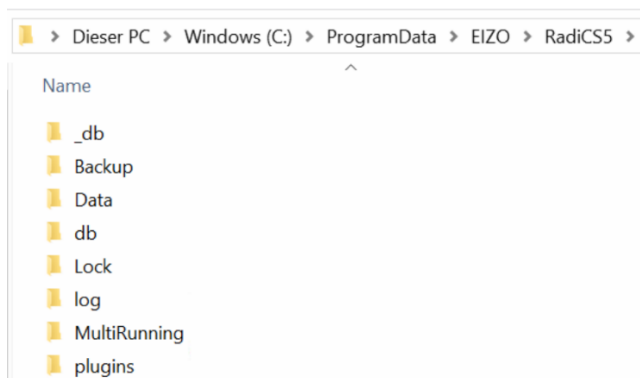 Dieser PC > Windows (C:) > ProgramData > EIZO > RadiCS5 >
Name
_db
Backup
Data
db
Lock
log
MultiRunning
plugins